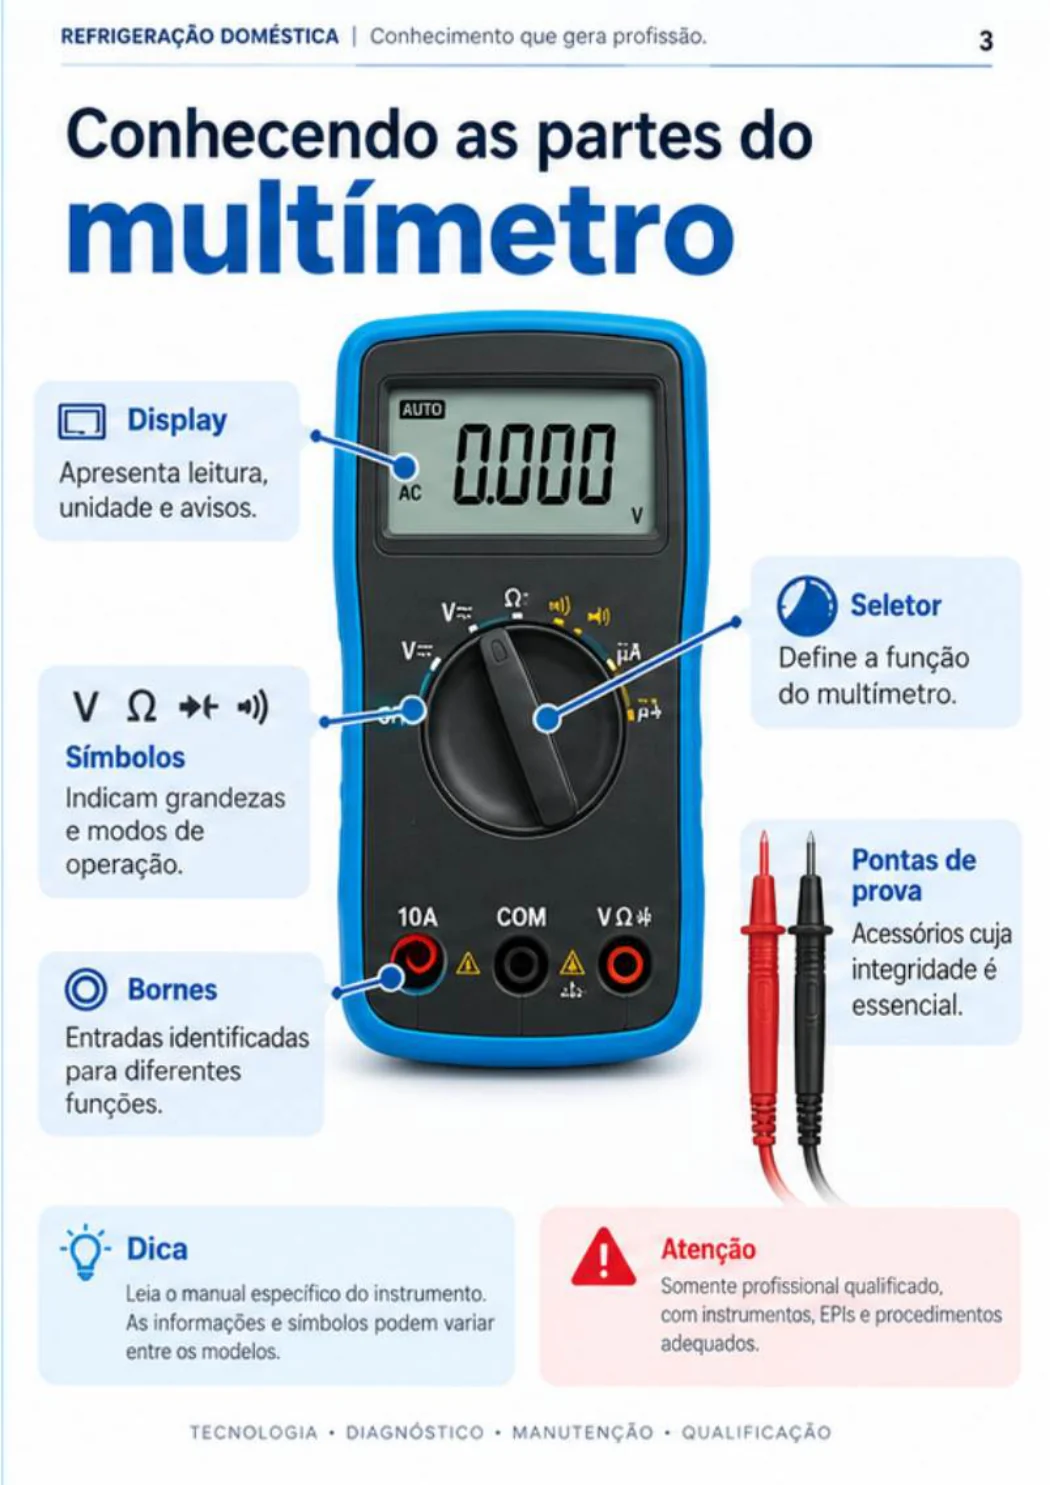 REFRIGERAÇÃO DOMÉSTICA | Conhecimento que gera profissão.
3
Conhecendo as partes do
multímetro
Display
Apresenta leitura,
unidade e avisos.
AUTO
AC
0.000
V
Seletor
Define a função
do multímetro.
V
Ω
V
μA
V Ω
Símbolos
Indicam grandezas
e modos de
operação.
Pontas de
prova
Acessórios cuja
integridade é
essencial.
10A
COM
V Ω
Bornes
Entradas identificadas
para diferentes
funções.
Dica
Leia o manual específico do instrumento.
As informações e símbolos podem variar
entre os modelos.
Atenção
Somente profissional qualificado,
com instrumentos, EPIs e procedimentos
adequados.
TECNOLOGIA • DIAGNÓSTICO • MANUTENÇÃO • QUALIFICAÇÃO